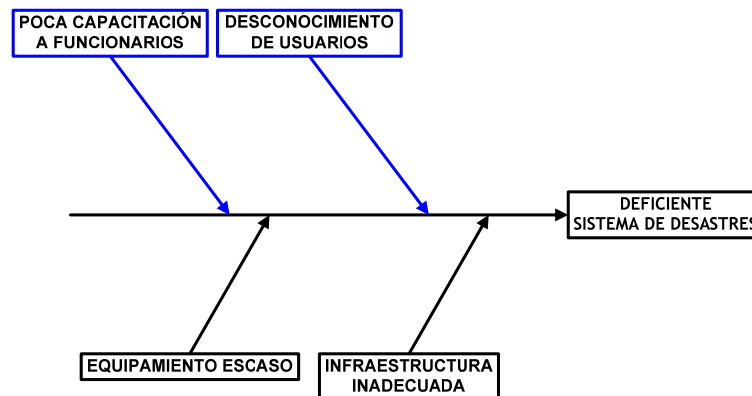 POCA CAPACITACIÓN
A FUNCIONARIOS
DESCONOCIMIENTO
DE USUARIOS
DEFICIENTE
SISTEMA DE DESASTRES
EQUIPAMIENTO ESCASO
INFRAESTRUCTURA
INADECUADA